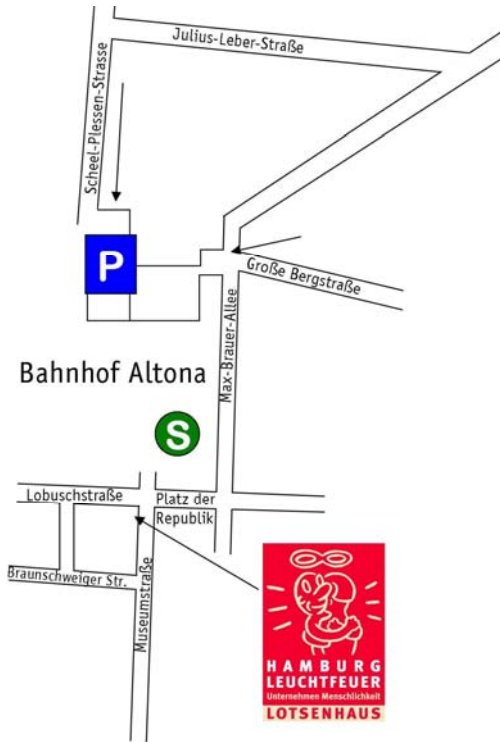 Julius-Leber-Straße
Scheel-Plessen-Strasse
P
Große Bergstraße
Max-Brauer-Allee
Bahnhof Altona
S
Lobuschstraße
Platz der
Republik
Braunschweiger Str.
Museumstraße
HAMBURG
LEUCHTFEUER
Unternehmen Menschlichkeit
LOTSENHAUS